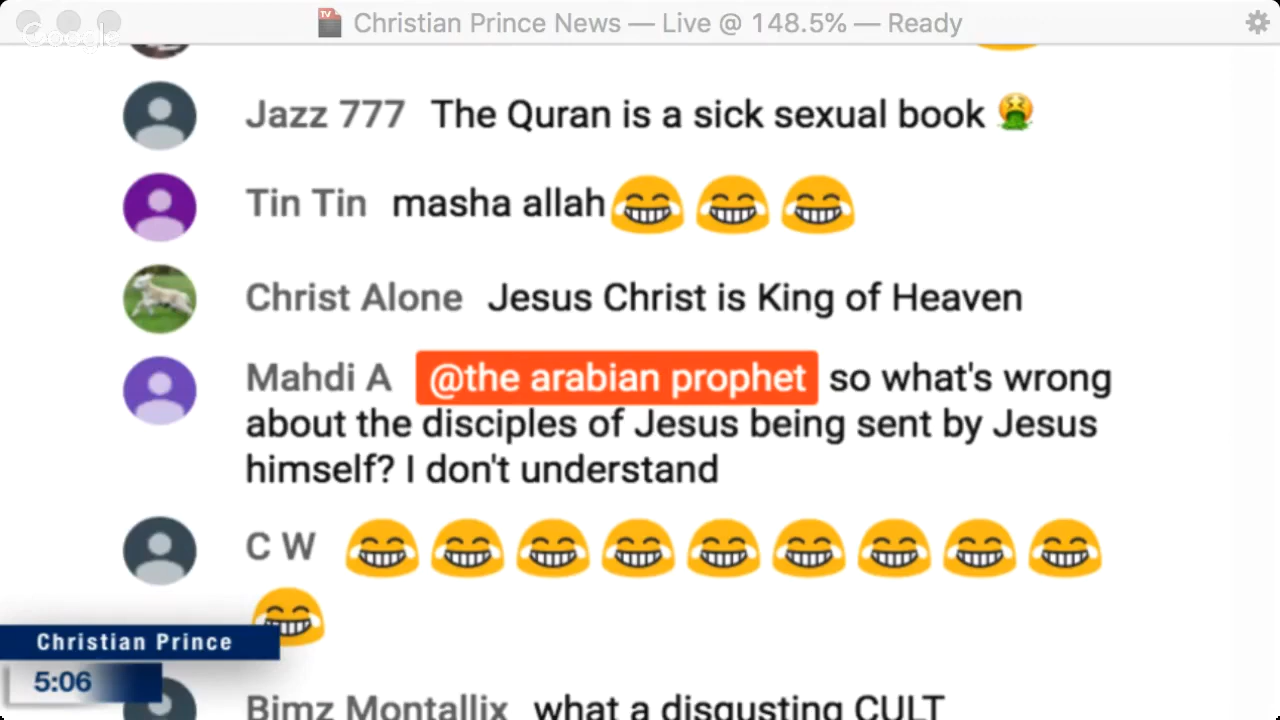 Christian Prince News — Live @ 148.5% — Ready
Google
Jazz 777 The Quran is a sick sexual book 🤮
Tin Tin masha allah😂 😂 😂
Christ Alone Jesus Christ is King of Heaven
Mahdi A @the arabian prophet so what's wrong
about the disciples of Jesus being sent by Jesus
himself? I don't understand
C W 😂 😂 😂 😂 😂 😂 😂 😂 😂
😂
Christian Prince
5:06
Bimz Montallix what a disgusting CULT